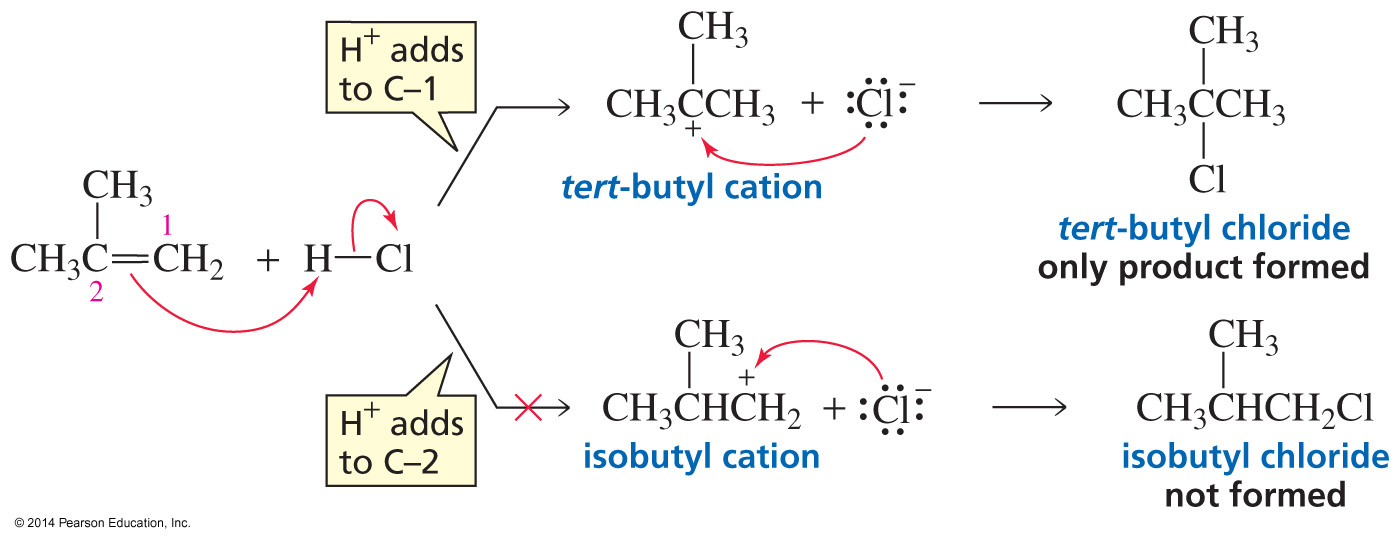 CH₃
H⁺ adds
to C–1
CH₃CCH₃ + :Cl:⁻
+
tert-butyl cation
CH₃
CH₃CCH₃
Cl
tert-butyl chloride
only product formed
CH₃
1
CH₃C=CH₂ + H—Cl
2
H⁺ adds
to C–2
CH₃
+
CH₃CHCH₂ + :Cl:⁻
isobutyl cation
CH₃
CH₃CHCH₂Cl
isobutyl chloride
not formed
© 2014 Pearson Education, Inc.